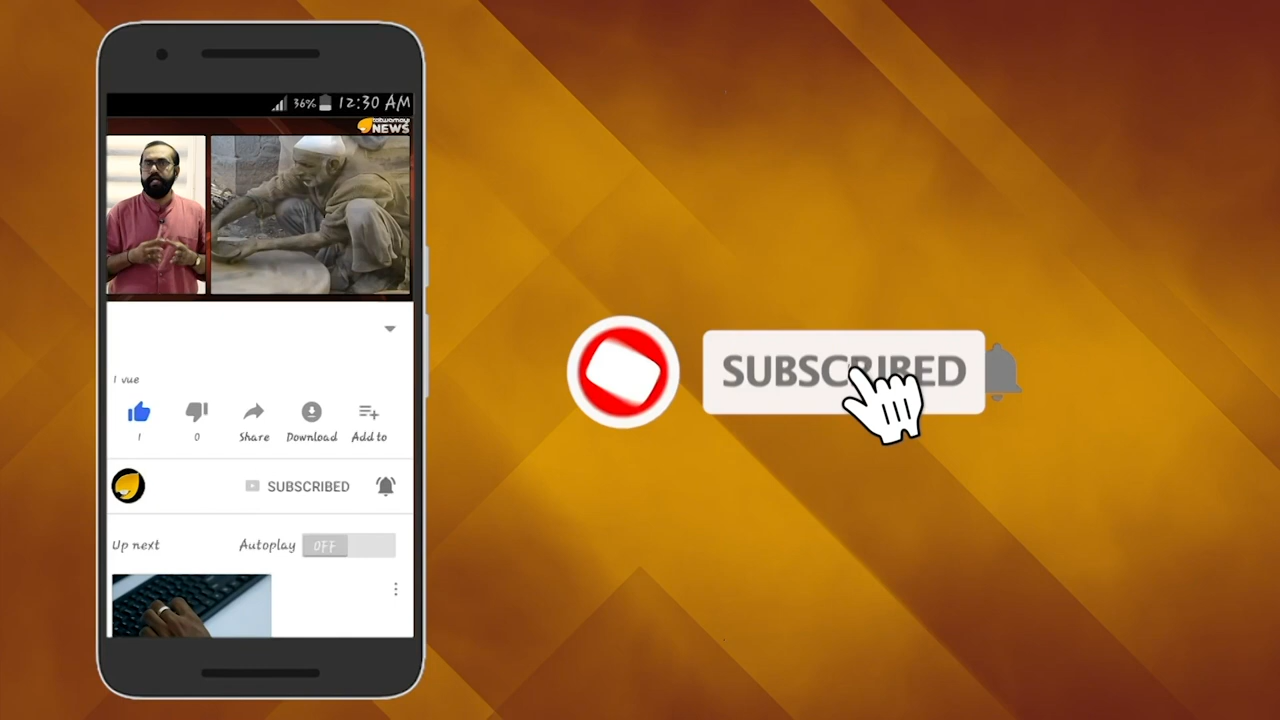 36% 12:30 AM
tatwamayi
NEWS
1 vue
1 0 Share Download Add to
SUBSCRIBED
Up next Autoplay OFF
SUBSCRIBED